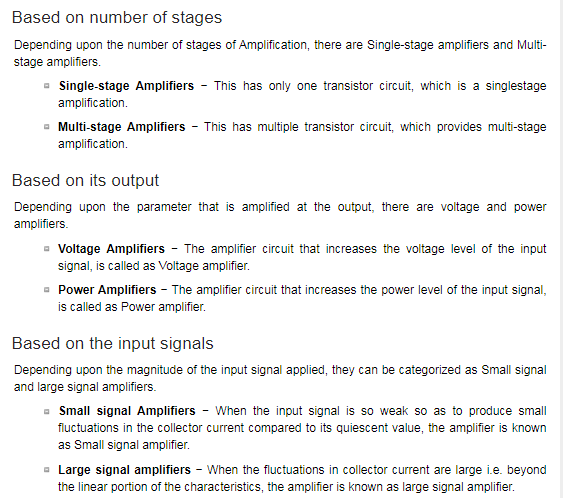 Based on number of stages
Depending upon the number of stages of Amplification, there are Single-stage amplifiers and Multi-
stage amplifiers.
Single-stage Amplifiers − This has only one transistor circuit, which is a singlestage
amplification.
Multi-stage Amplifiers − This has multiple transistor circuit, which provides multi-stage
amplification.
Based on its output
Depending upon the parameter that is amplified at the output, there are voltage and power
amplifiers.
Voltage Amplifiers − The amplifier circuit that increases the voltage level of the input
signal, is called as Voltage amplifier.
Power Amplifiers − The amplifier circuit that increases the power level of the input signal,
is called as Power amplifier.
Based on the input signals
Depending upon the magnitude of the input signal applied, they can be categorized as Small signal
and large signal amplifiers.
Small signal Amplifiers − When the input signal is so weak so as to produce small
fluctuations in the collector current compared to its quiescent value, the amplifier is known
as Small signal amplifier.
Large signal amplifiers − When the fluctuations in collector current are large i.e. beyond
the linear portion of the characteristics, the amplifier is known as large signal amplifier.